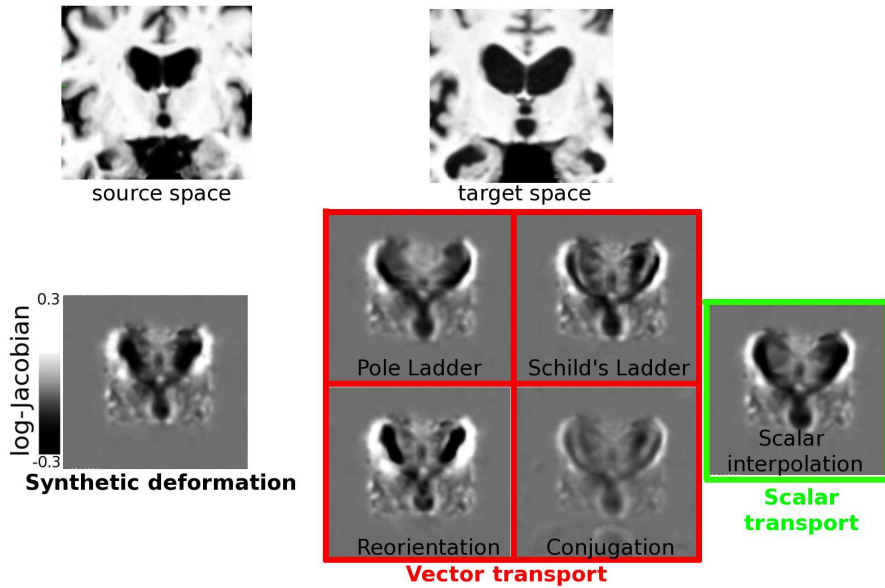 source space
target space
0.3
log-Jacobian
-0.3
Synthetic deformation
Pole Ladder
Schild's Ladder
Reorientation
Conjugation
Vector transport
Scalar
interpolation
Scalar
transport